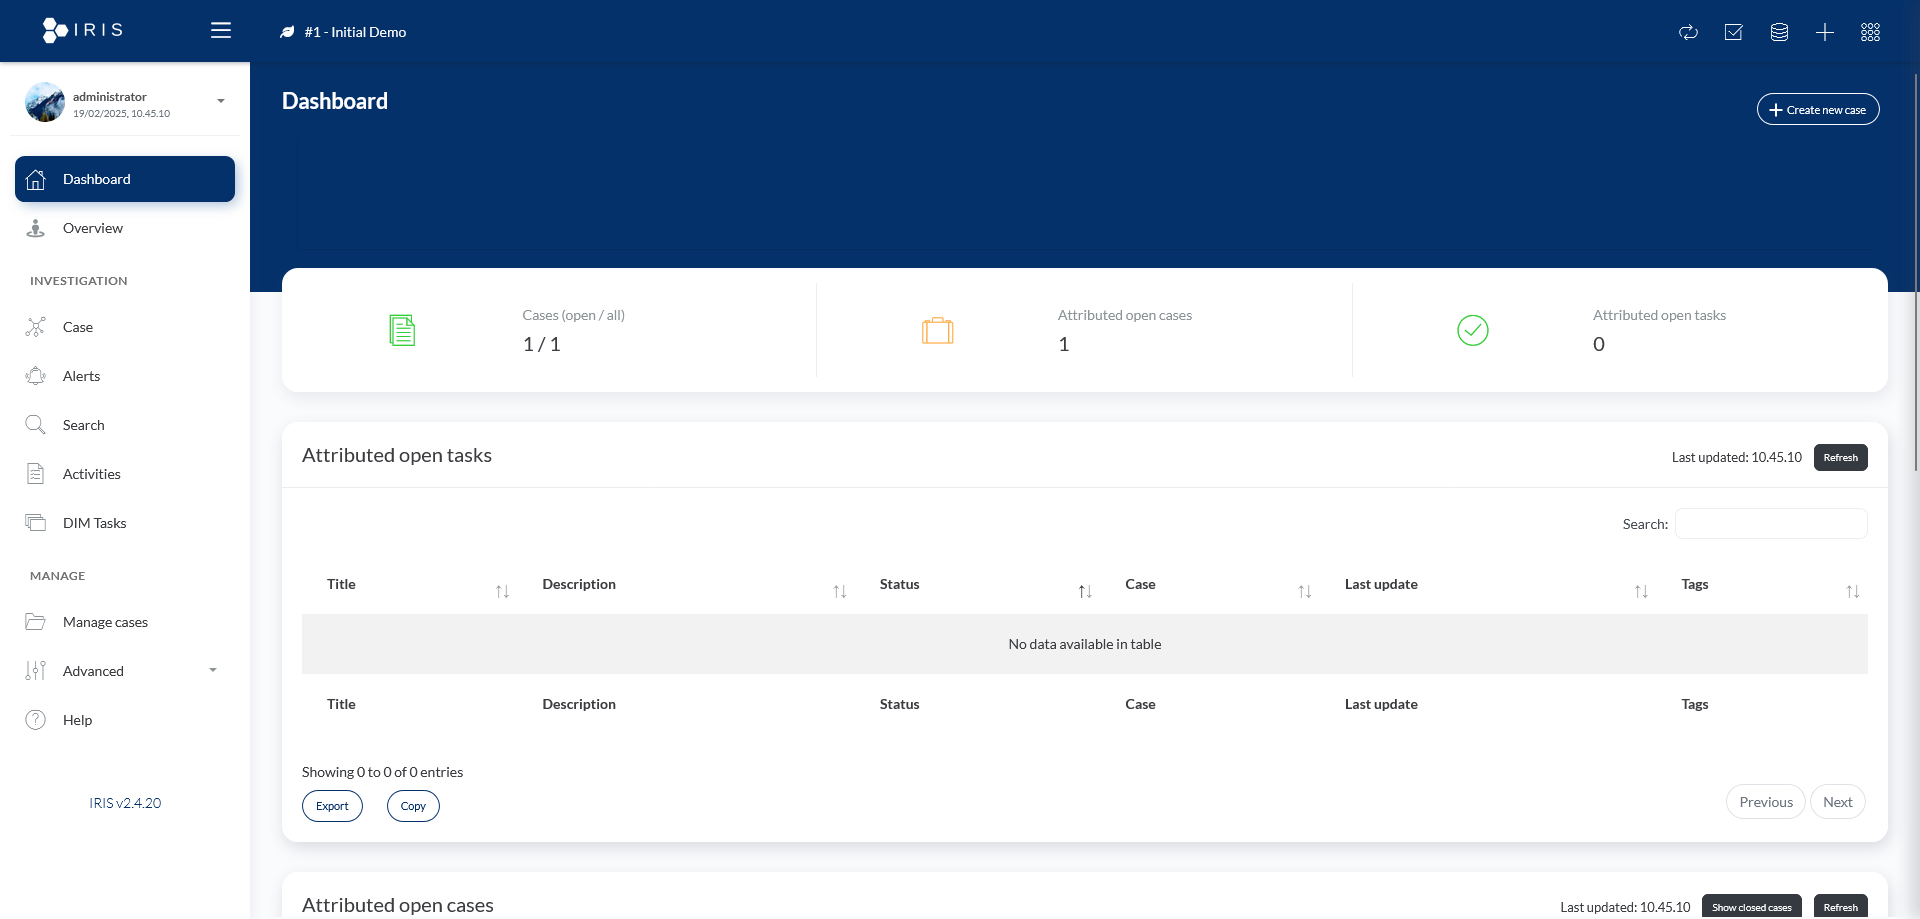 IRIS
#1 - Initial Demo
administrator
19/02/2025, 10.45.10
Dashboard
Overview
INVESTIGATION
Case
Alerts
Search
Activities
DIM Tasks
MANAGE
Manage cases
Advanced
Help
IRIS v2.4.20
Dashboard
Create new case
Cases (open / all)
1 / 1
Attributed open cases
1
Attributed open tasks
0
Attributed open tasks
Last updated: 10.45.10 Refresh
Search:
Title Description Status Case Last update Tags
No data available in table
Title Description Status Case Last update Tags
Showing 0 to 0 of 0 entries
Export Copy
Previous Next
Attributed open cases
Last updated: 10.45.10 Show closed cases Refresh